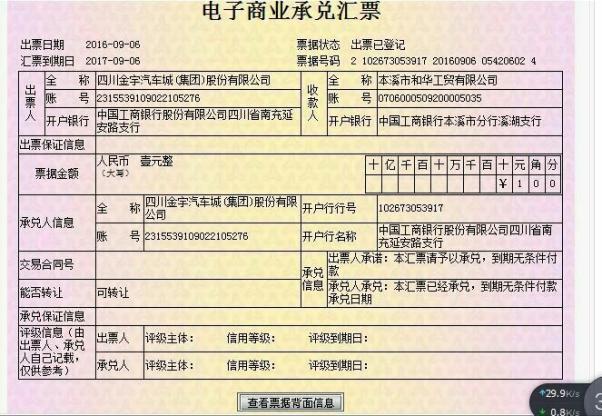 电子商业承兑汇票
出票日期 2016-09-06 票据状态 出票已登记
汇票到期日 2017-09-06 票据号码 2 102673053917 20160906 05420602 4
出票人 全称 四川金宇汽车城(集团)股份有限公司 收款人 全称 本溪市和华工贸有限公司
账号 2315539109022105276 账号 0706000509200005035
开户银行 中国工商银行股份有限公司四川省南充延安路支行 开户银行 中国工商银行本溪市分行溪湖支行
出票保证信息
票据金额 人民币 壹元整
(大写)
十亿千百十万千百十元角分
¥100
承兑人信息 全称 四川金宇汽车城(集团)股份有限公司 开户行行号 102673053917
账号 2315539109022105276 开户行名称 中国工商银行股份有限公司四川省南充延安路支行
交易合同号 承兑信息 出票人承诺：本汇票请予以承兑，到期无条件付款
能否转让 可转让 承兑人承兑：本汇票已经承兑，到期无条件付款
承兑日期
承兑保证信息
评级信息(由出票人、承兑人自己记载，仅供参考) 出票人 评级主体： 信用等级： 评级到期日：
承兑人 评级主体： 信用等级： 评级到期日：
查看票据背面信息
29.9K/s
0.8K/s